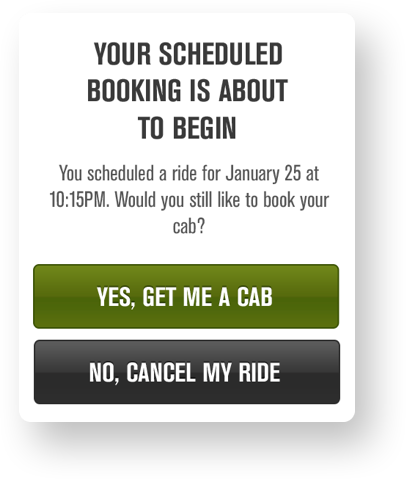 YOUR SCHEDULED
BOOKING IS ABOUT
TO BEGIN
You scheduled a ride for January 25 at
10:15PM. Would you still like to book your
cab?
YES, GET ME A CAB
NO, CANCEL MY RIDE